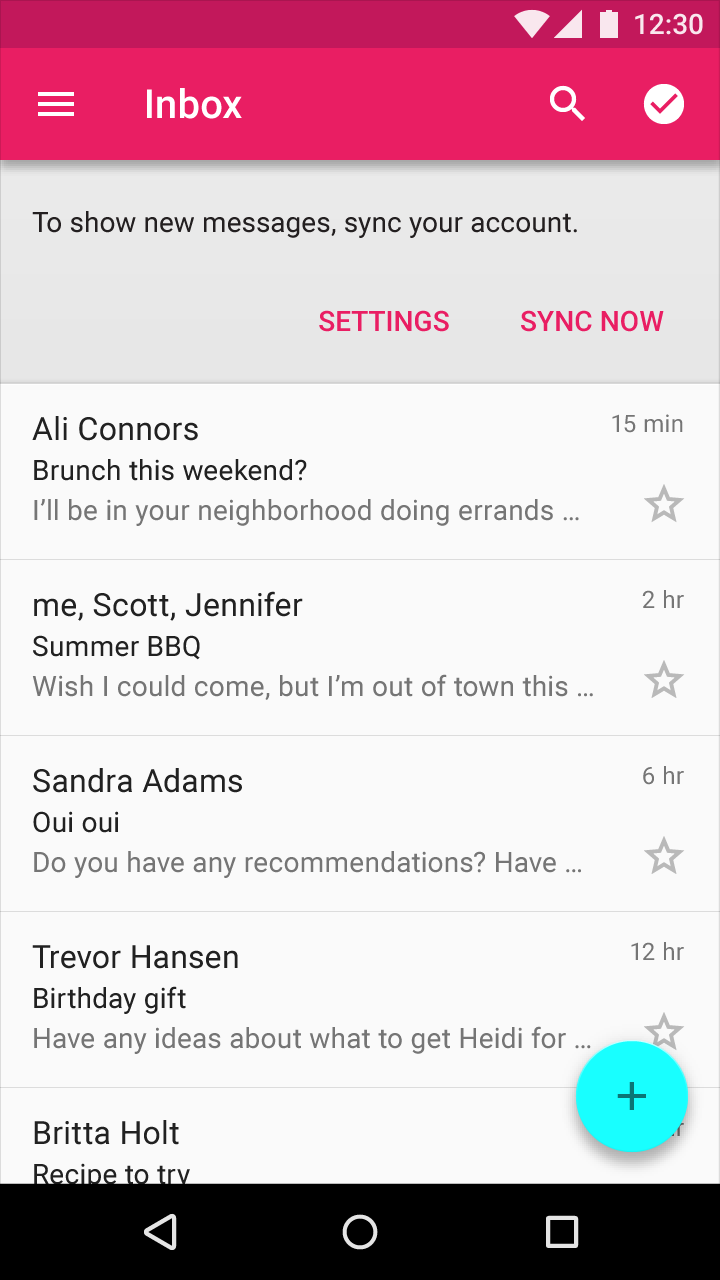 12:30
Inbox
To show new messages, sync your account.
SETTINGS SYNC NOW
Ali Connors 15 min
Brunch this weekend?
I’ll be in your neighborhood doing errands …
me, Scott, Jennifer 2 hr
Summer BBQ
Wish I could come, but I’m out of town this …
Sandra Adams 6 hr
Oui oui
Do you have any recommendations? Have …
Trevor Hansen 12 hr
Birthday gift
Have any ideas about what to get Heidi for …
Britta Holt
Recipe to try